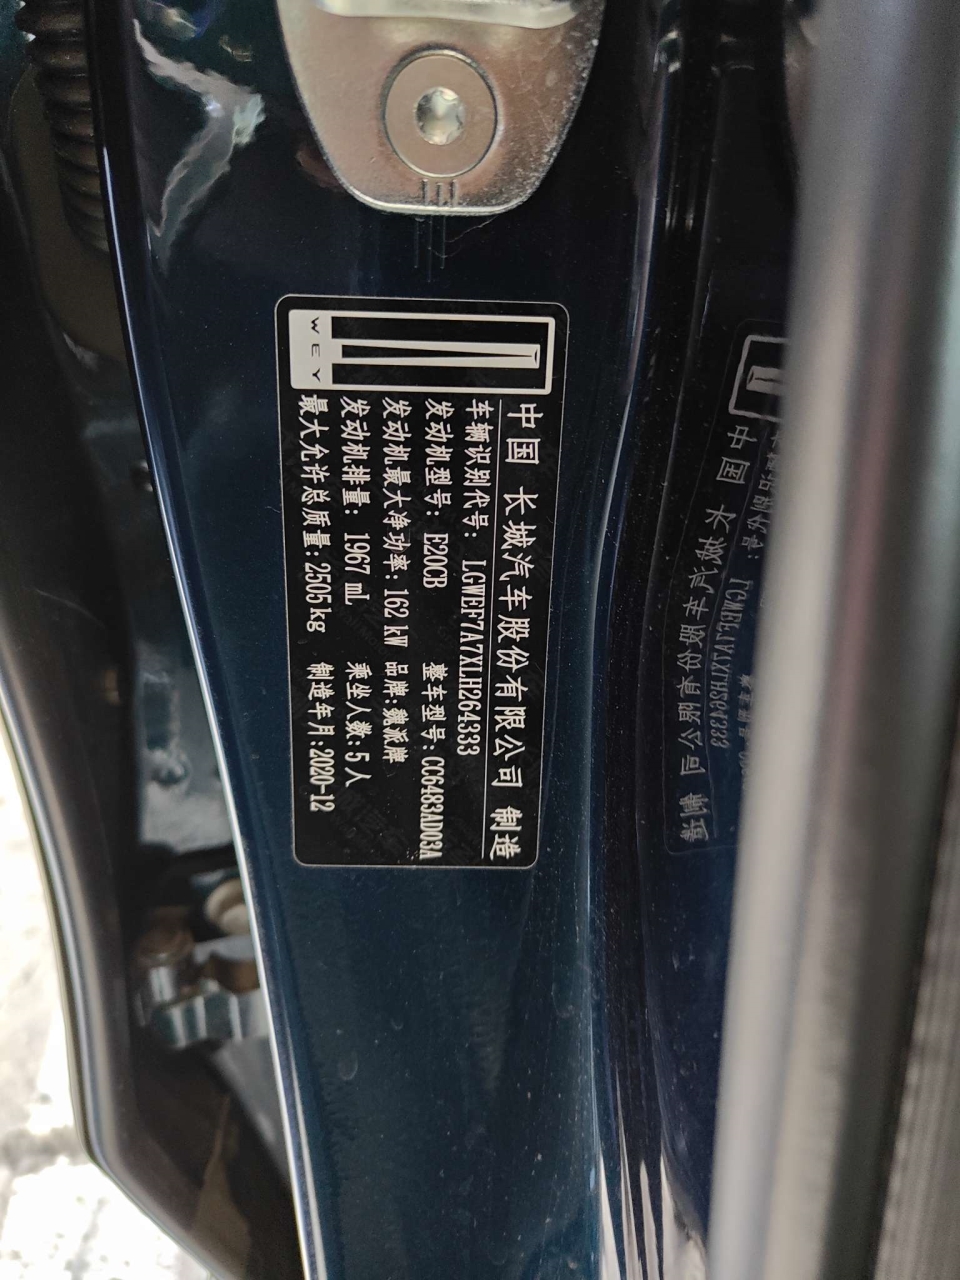 WEY
中国 长城汽车股份有限公司 制造
车辆识别代号: LGWEF7A7XLH264333
发动机型号: E20CB 整车型号: CC6483AD03A
发动机最大净功率: 162 kW 品牌: 魏派牌
发动机排量: 1967 mL 乘坐人数: 5 人
最大允许总质量: 2505 kg 制造年月: 2020-12